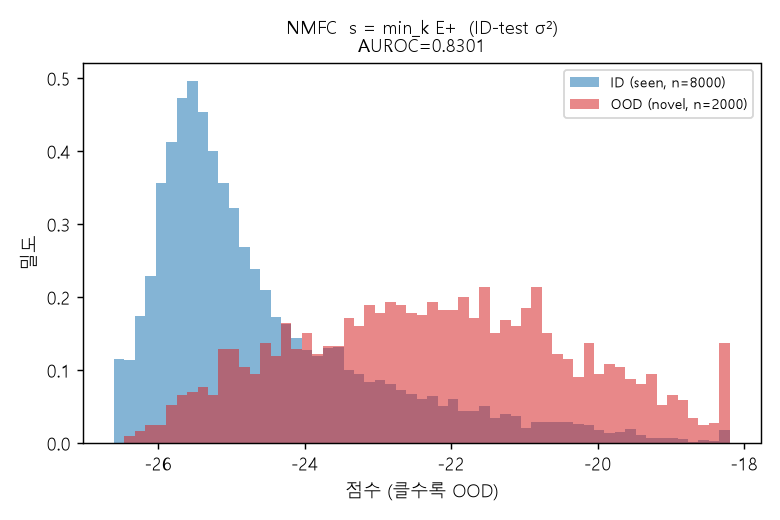 NMFC s = min_k E+ (ID-test σ²)
AUROC=0.8301
ID (seen, n=8000)
OOD (novel, n=2000)
밀도
0.5
0.4
0.3
0.2
0.1
0.0
-26
-24
-22
-20
-18
점수 (클수록 OOD)